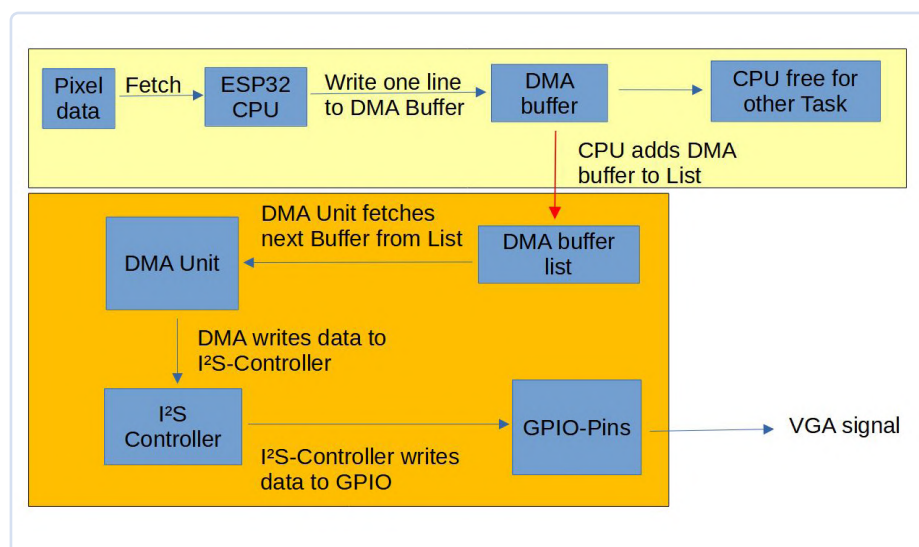 Pixel
data
Fetch
ESP32
CPU
Write one line
to DMA Buffer
DMA
buffer
CPU free for
other Task
CPU adds DMA
buffer to List
DMA Unit fetches
next Buffer from List
DMA buffer
list
DMA Unit
DMA writes data to
I²S-Controller
I²S
Controller
I²S-Controller writes
data to GPIO
GPIO-Pins
VGA signal